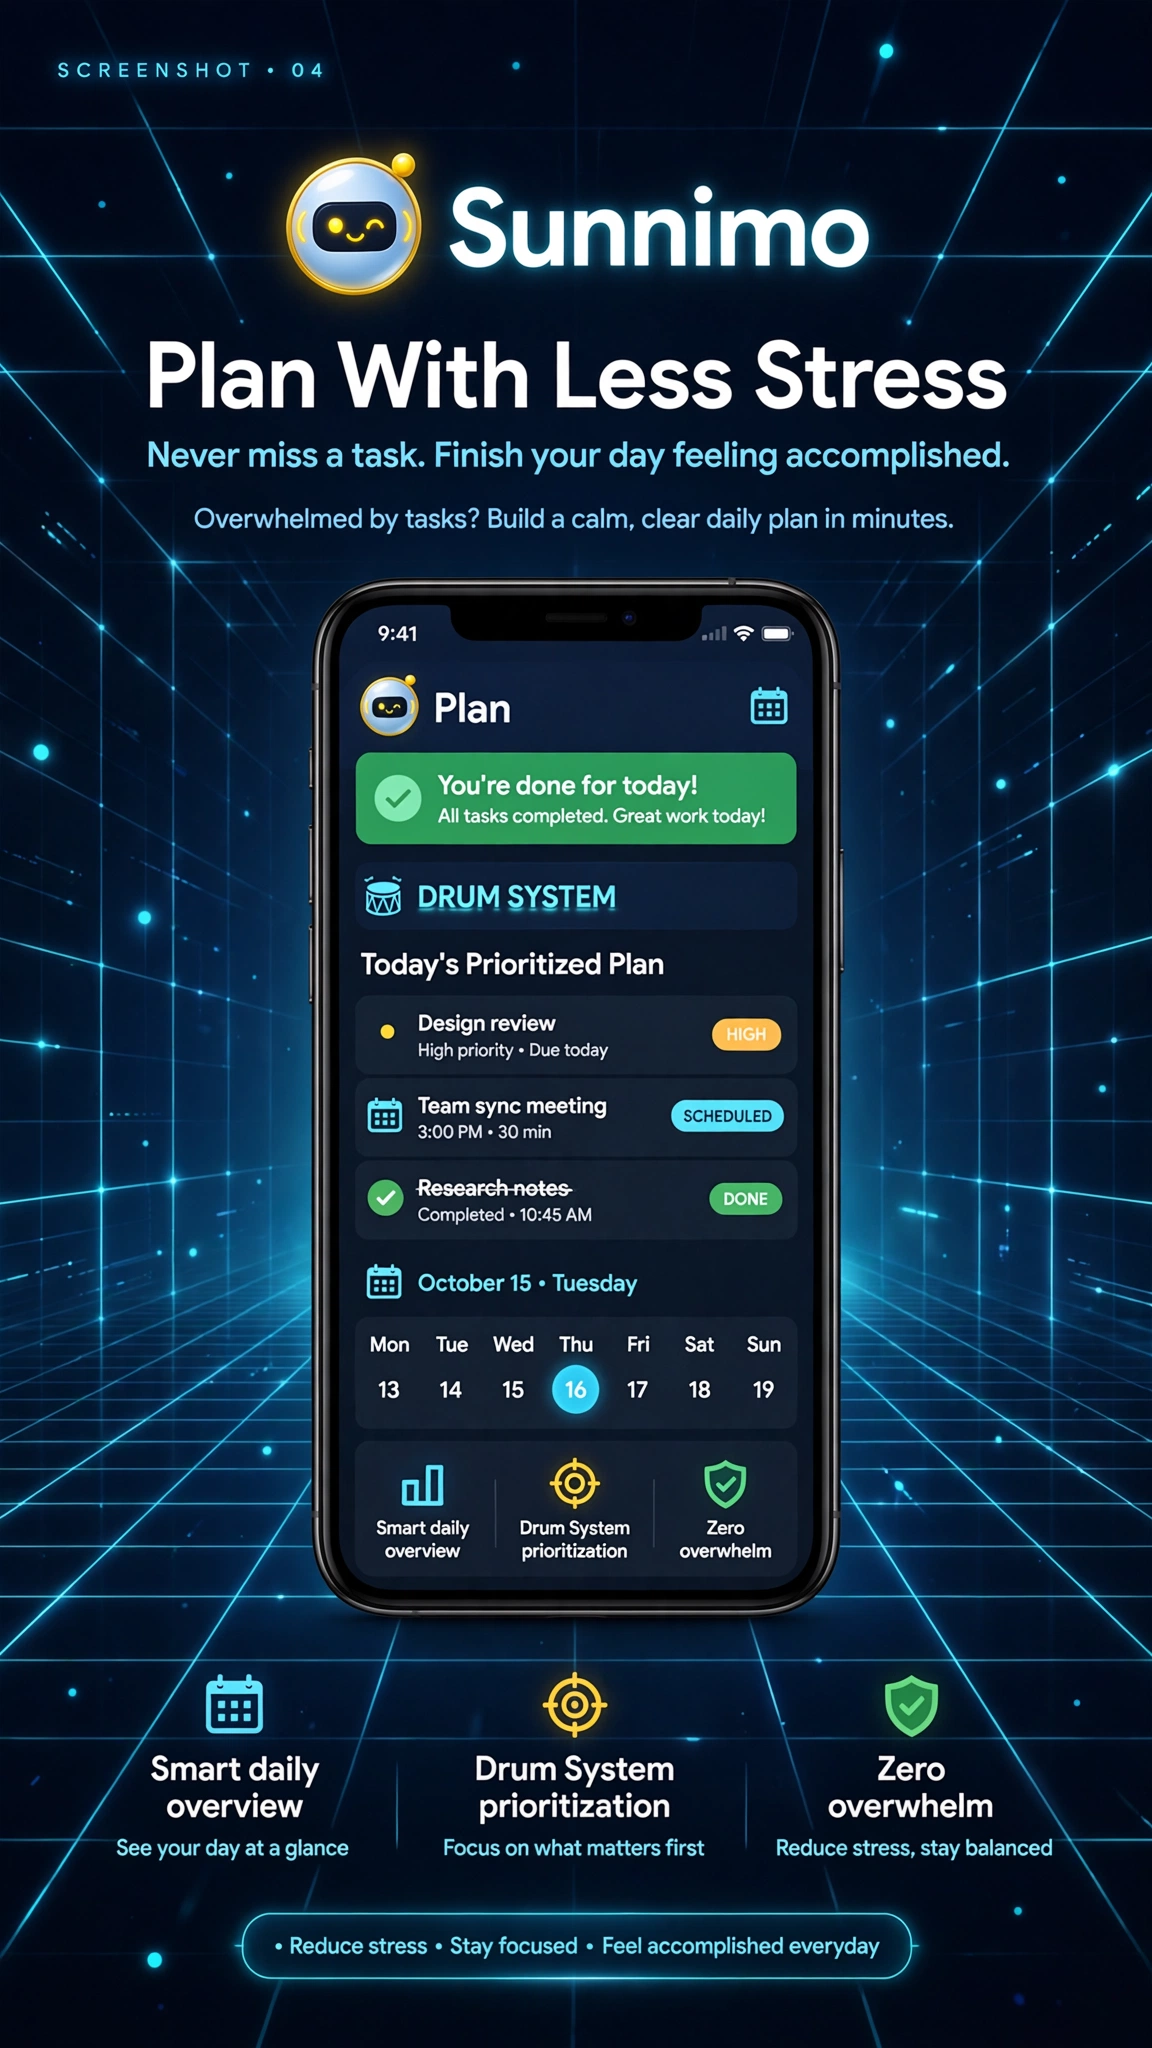 SCREENSHOT • 04
Sunnimo
Plan With Less Stress
Never miss a task. Finish your day feeling accomplished.
Overwhelmed by tasks? Build a calm, clear daily plan in minutes.
9:41
Plan
You're done for today!
All tasks completed. Great work today!
DRUM SYSTEM
Today's Prioritized Plan
Design review
High priority • Due today
HIGH
Team sync meeting
3:00 PM • 30 min
SCHEDULED
Research notes
Completed • 10:45 AM
DONE
October 15 • Tuesday
Mon Tue Wed Thu Fri Sat Sun
13 14 15 16 17 18 19
Smart daily
overview
Drum System
prioritization
Zero
overwhelm
Smart daily
overview
See your day at a glance
Drum System
prioritization
Focus on what matters first
Zero
overwhelm
Reduce stress, stay balanced
• Reduce stress • Stay focused • Feel accomplished everyday